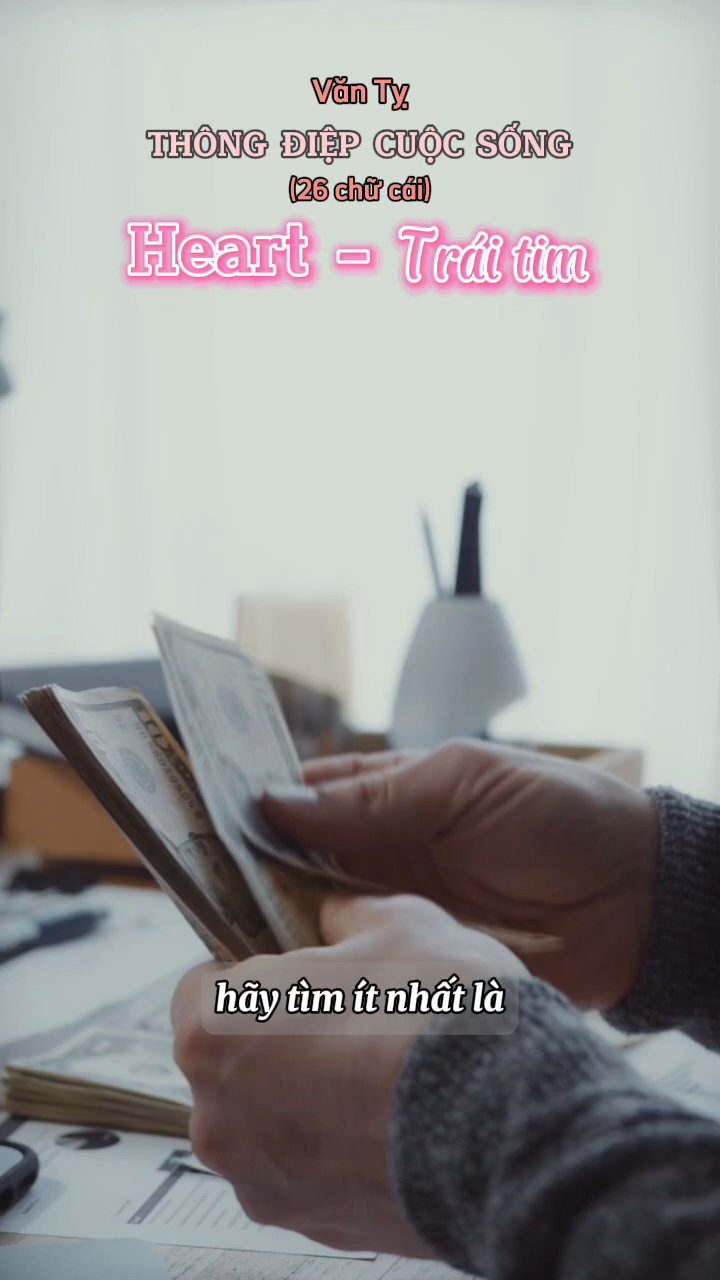 Văn Tỵ
THÔNG ĐIỆP CUỘC SỐNG
(26 chữ cái)
Heart - Trái tim
hãy tìm ít nhất là